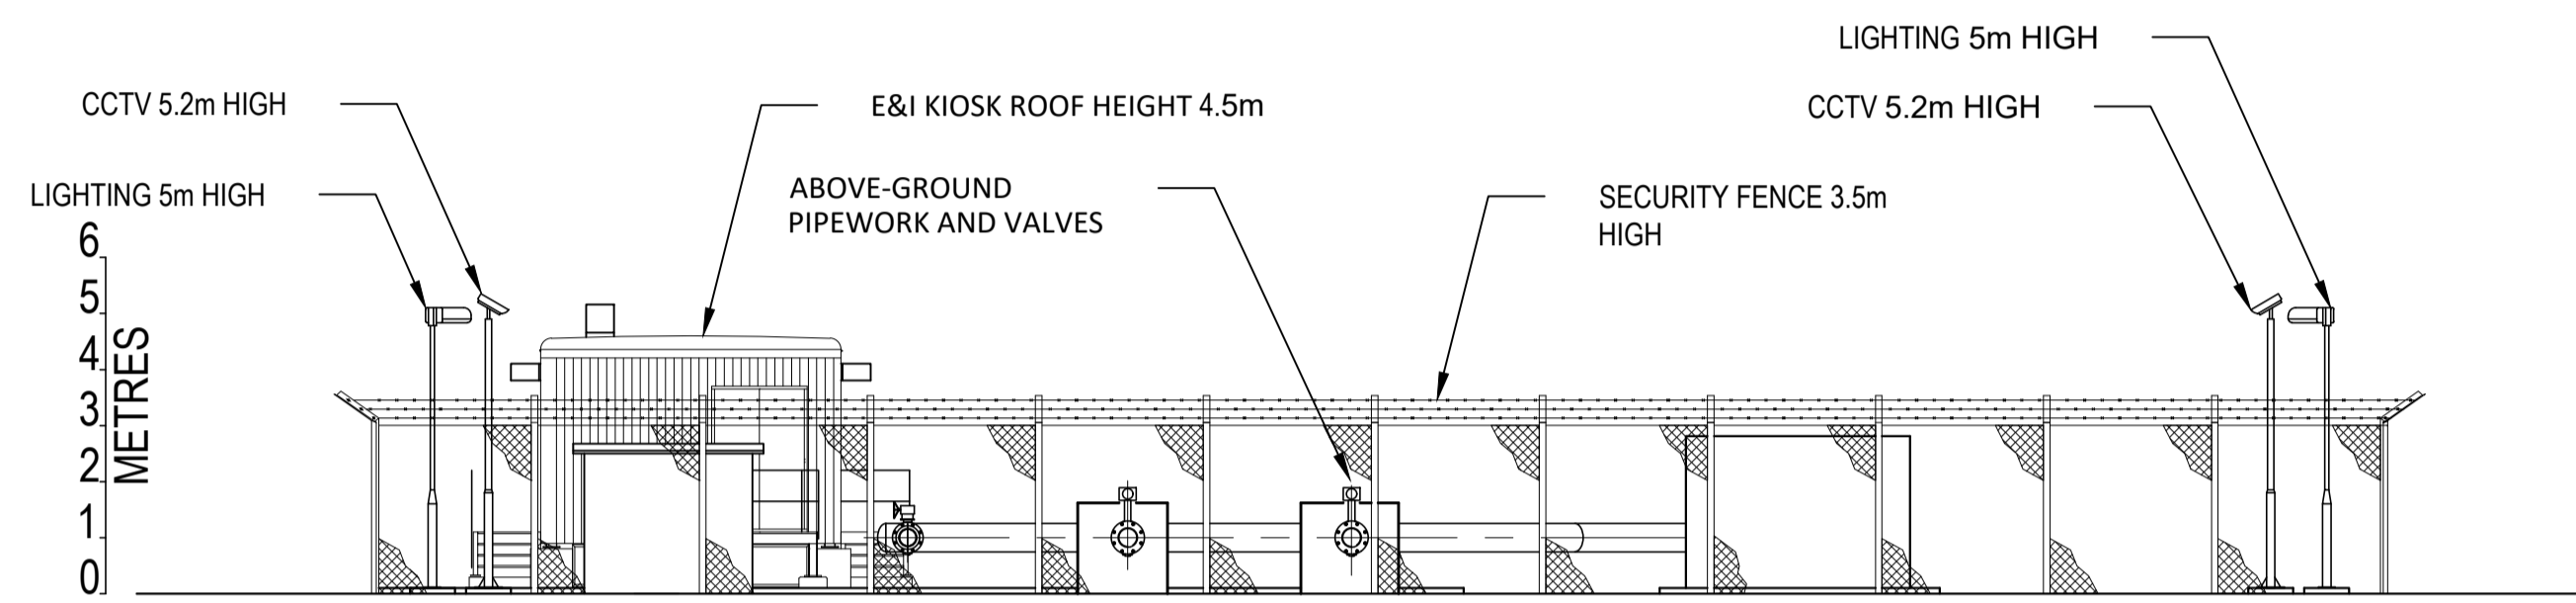 LIGHTING 5m HIGH
CCTV 5.2m HIGH
E&I KIOSK ROOF HEIGHT 4.5m
CCTV 5.2m HIGH
LIGHTING 5m HIGH
ABOVE-GROUND
PIPEWORK AND VALVES
SECURITY FENCE 3.5m
HIGH
6
5
4
3
2
1
0
METRES